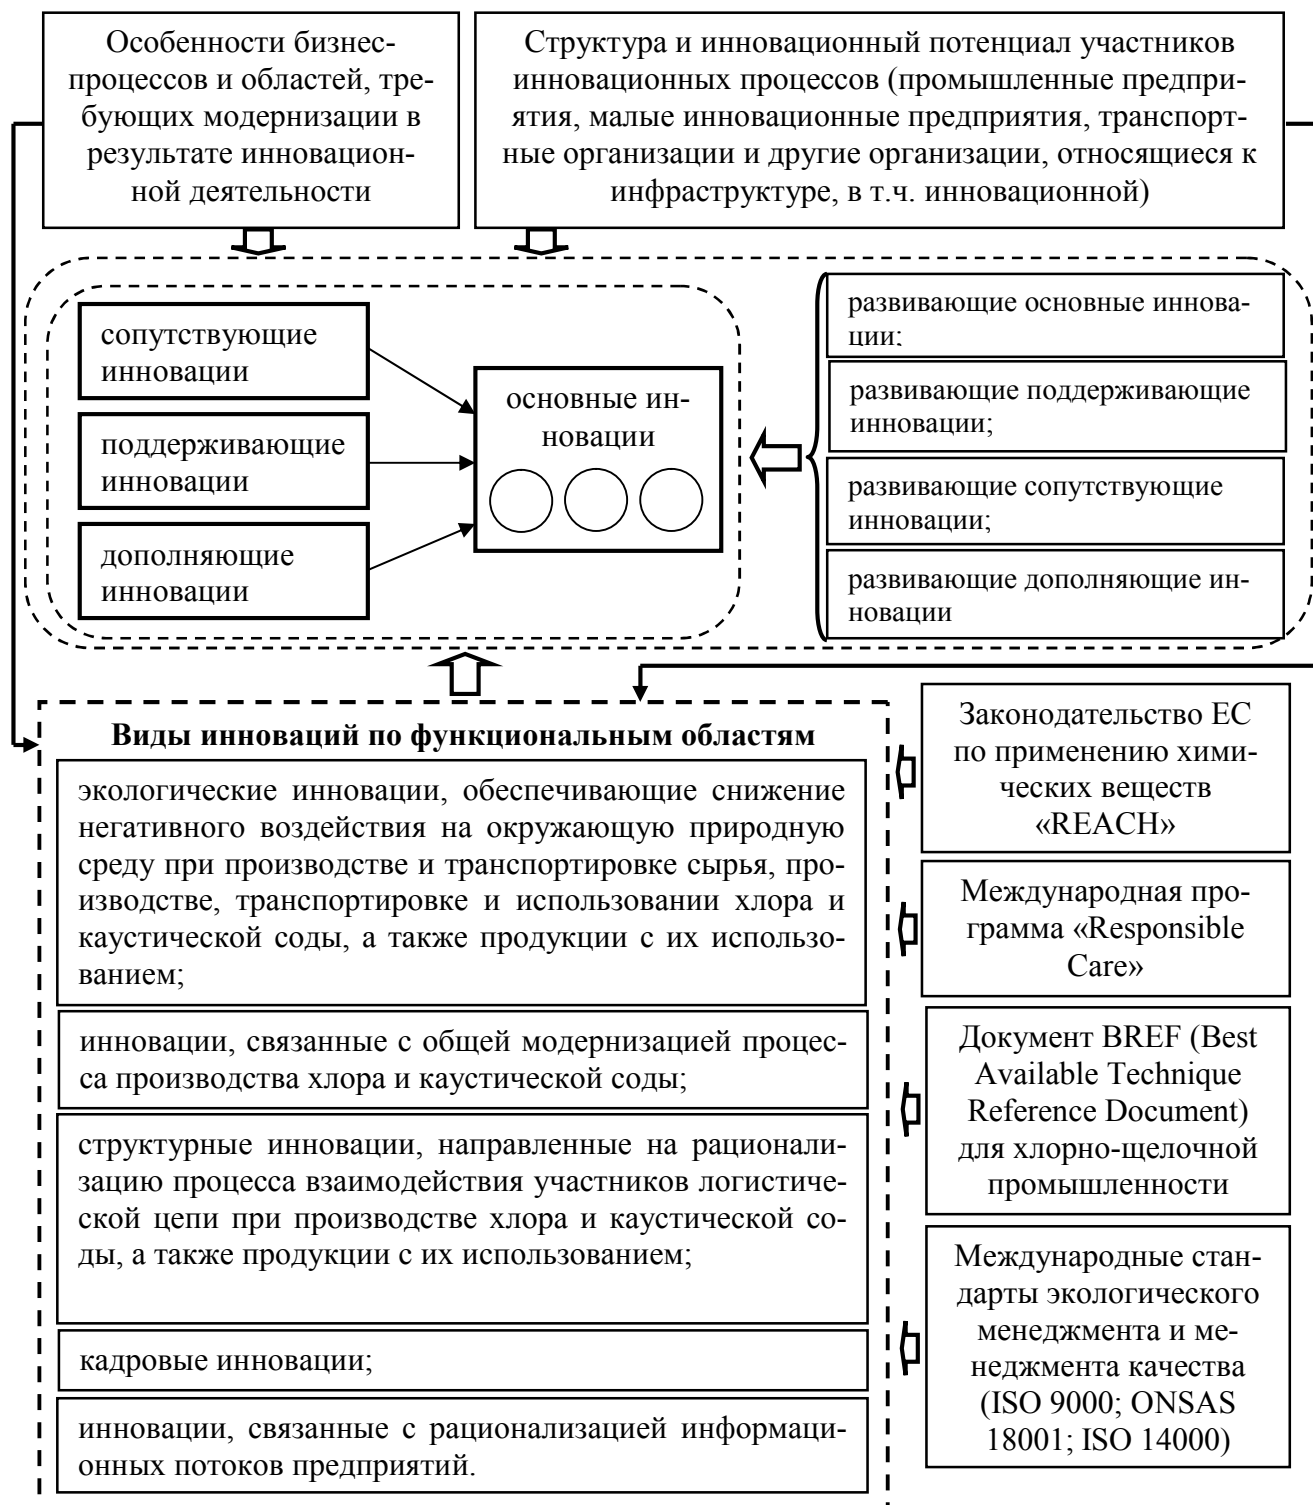 Особенности бизнес-
процессов и областей, тре-
бующих модернизации в
результате инновацион-
ной деятельности
Структура и инновационный потенциал участников
инновационных процессов (промышленные предпри-
ятия, малые инновационные предприятия, транспорт-
ные организации и другие организации, относящиеся к
инфраструктуре, в т.ч. инновационной)
сопутствующие
инновации
поддерживающие
инновации
дополняющие
инновации
основные ин-
новации
развивающие основные иннова-
ции;
развивающие поддерживающие
инновации;
развивающие сопутствующие
инновации;
развивающие дополняющие ин-
новации
Виды инноваций по функциональным областям
экологические инновации, обеспечивающие снижение
негативного воздействия на окружающую природную
среду при производстве и транспортировке сырья, про-
изводстве, транспортировке и использовании хлора и
каустической соды, а также продукции с их использо-
ванием;
инновации, связанные с общей модернизацией процес-
са производства хлора и каустической соды;
структурные инновации, направленные на рационали-
зацию процесса взаимодействия участников логистиче-
ской цепи при производстве хлора и каустической со-
ды, а также продукции с их использованием;
кадровые инновации;
инновации, связанные с рационализацией информаци-
онных потоков предприятий.
Законодательство ЕС
по применению хими-
ческих веществ
«REACH»
Международная про-
грамма «Responsible
Care»
Документ BREF (Best
Available Technique
Reference Document)
для хлорно-щелочной
промышленности
Международные стан-
дарты экологического
менеджмента и ме-
неджмента качества
(ISO 9000; ONSAS
18001; ISO 14000)